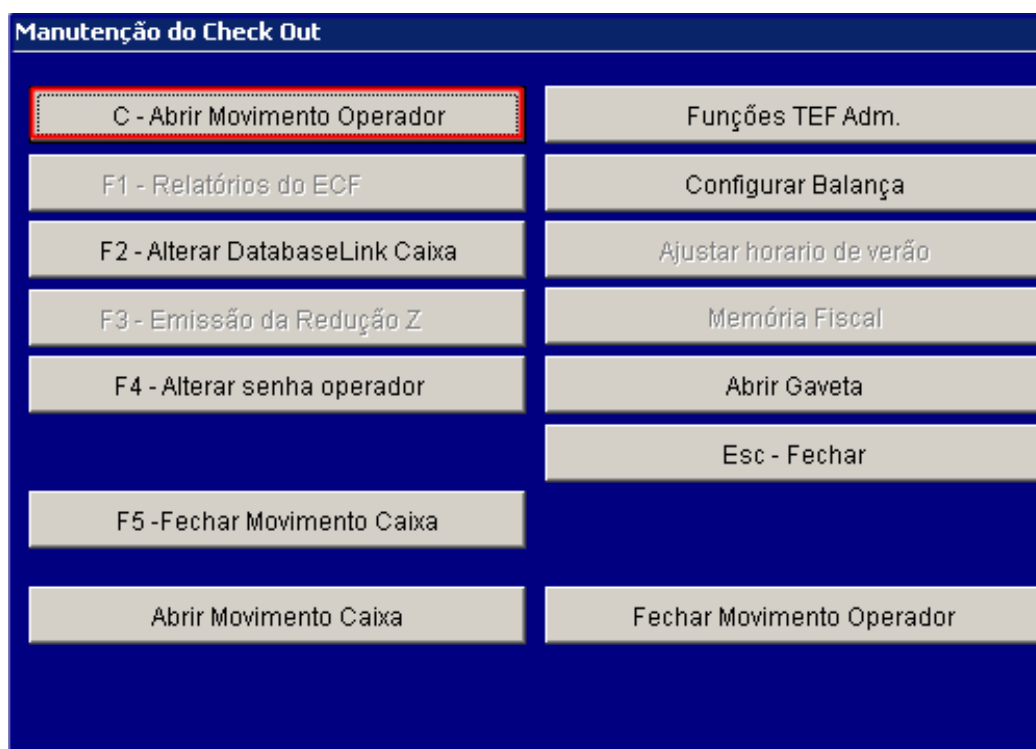 Manutenção do Check Out
C - Abrir Movimento Operador
Funções TEF Adm.
F1 - Relatórios do ECF
Configurar Balança
F2 - Alterar DatabaseLink Caixa
Ajustar horario de verão
F3 - Emissão da Redução Z
Memória Fiscal
F4 - Alterar senha operador
Abrir Gaveta
Esc - Fechar
F5 -Fechar Movimento Caixa
Abrir Movimento Caixa
Fechar Movimento Operador